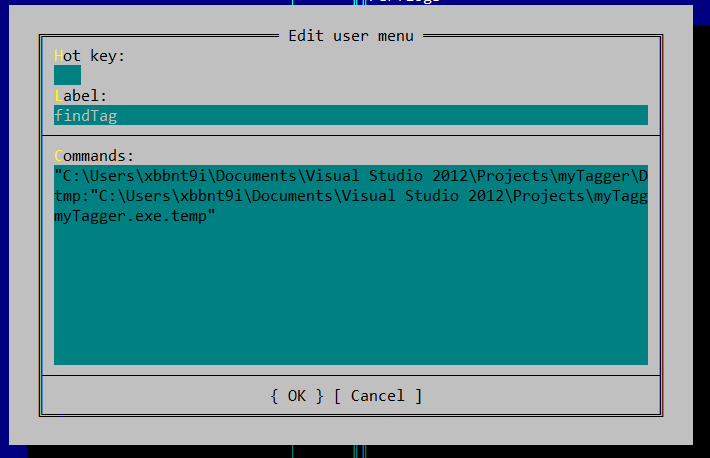 Edit user menu
Hot key:
Label:
findTag
Commands:
"C:\Users\xbbnt9i\Documents\Visual Studio 2012\Projects\myTagger\D
tmp:"C:\Users\xbbnt9i\Documents\Visual Studio 2012\Projects\myTagg
myTagger.exe.temp"
{ OK } [ Cancel ]